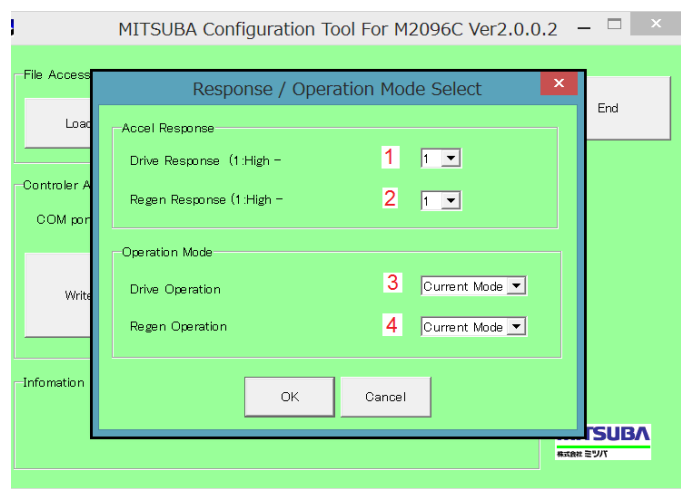 MITSUBA Configuration Tool For M2096C Ver2.0.0.2
File Access
Response / Operation Mode Select
End
Load
Accel Response
Drive Response (1:High - 1 1
Controler A
Regen Response (1:High - 2 1
COM por
Operation Mode
Drive Operation 3 Current Mode
Write
Regen Operation 4 Current Mode
Infomation
OK Cancel
MITSUBA
株式会社 ミツバ